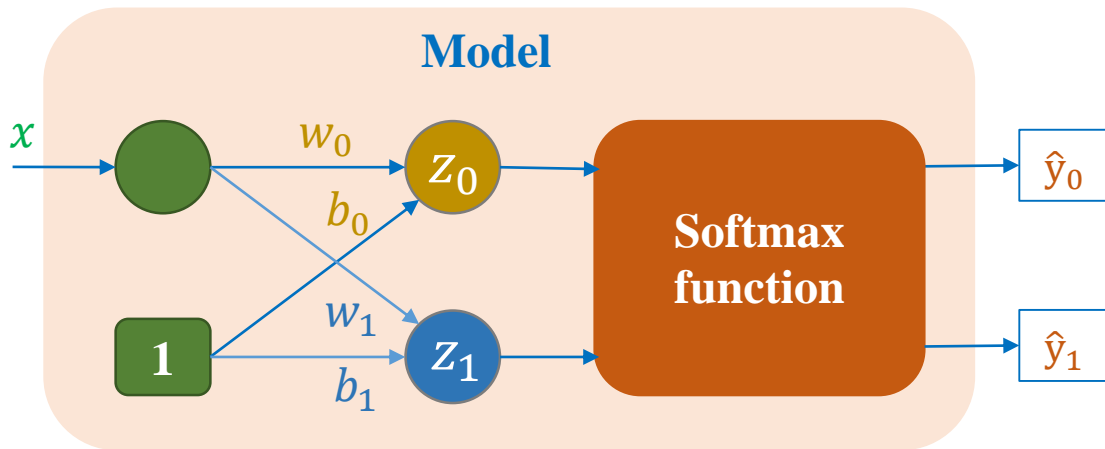 Model
x
w₀
z₀
b₀
ŷ₀
Softmax
function
1
w₁
z₁
b₁
ŷ₁